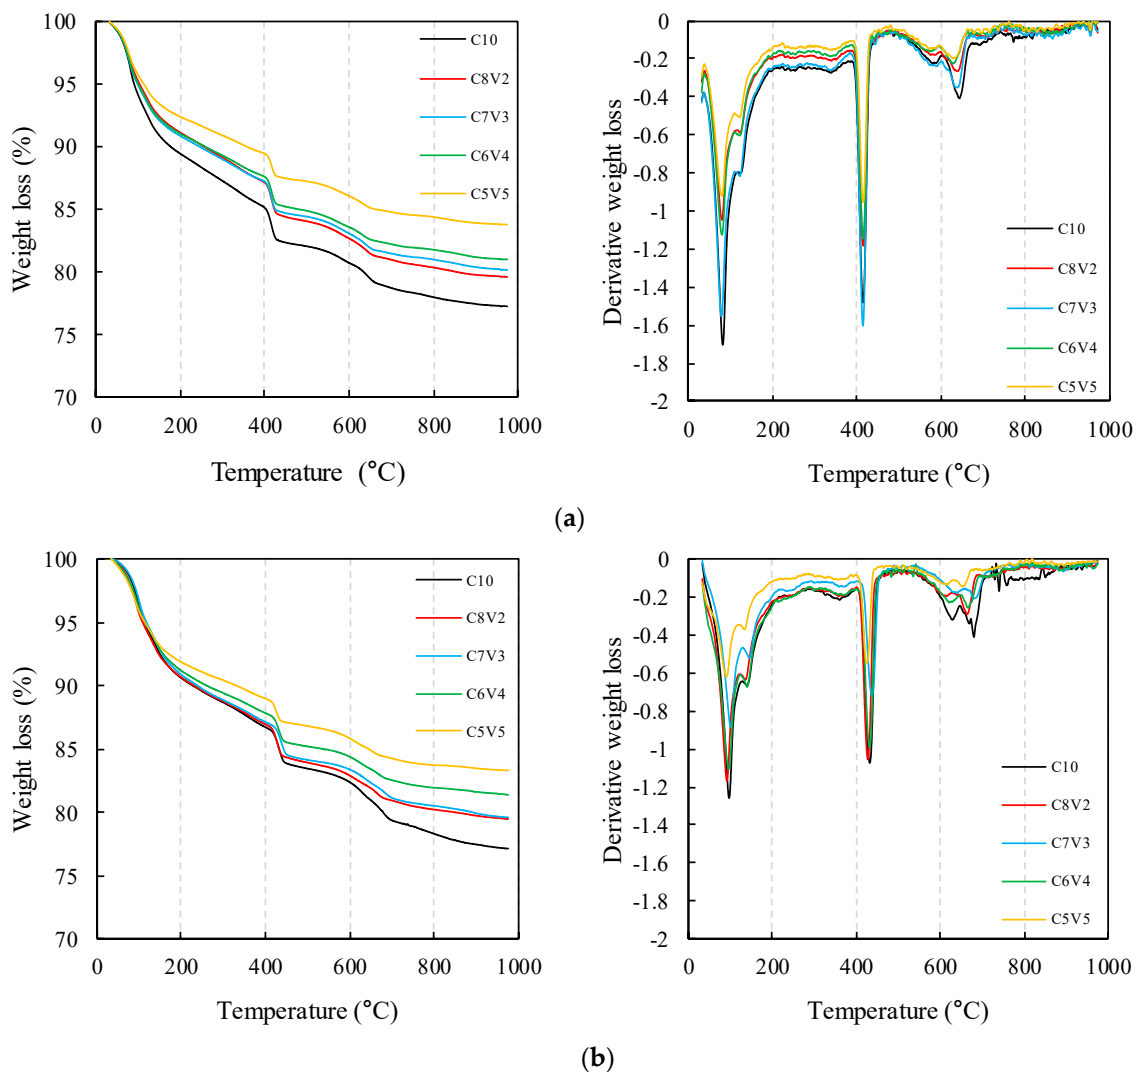 100
95
90
85
80
75
70
Weight loss (%)
0 200 400 600 800 1000
Temperature (°C)
C10
C8V2
C7V3
C6V4
C5V5
0
-0.2
-0.4
-0.6
-0.8
-1
-1.2
-1.4
-1.6
-1.8
-2
Derivative weight loss
0 200 400 600 800 1000
Temperature (°C)
C10
C8V2
C7V3
C6V4
C5V5
(a)
100
95
90
85
80
75
70
Weight loss (%)
0 200 400 600 800 1000
Temperature (°C)
C10
C8V2
C7V3
C6V4
C5V5
0
-0.2
-0.4
-0.6
-0.8
-1
-1.2
-1.4
-1.6
-1.8
-2
Derivative weight loss
0 200 400 600 800 1000
Temperature (°C)
C10
C8V2
C7V3
C6V4
C5V5
(b)